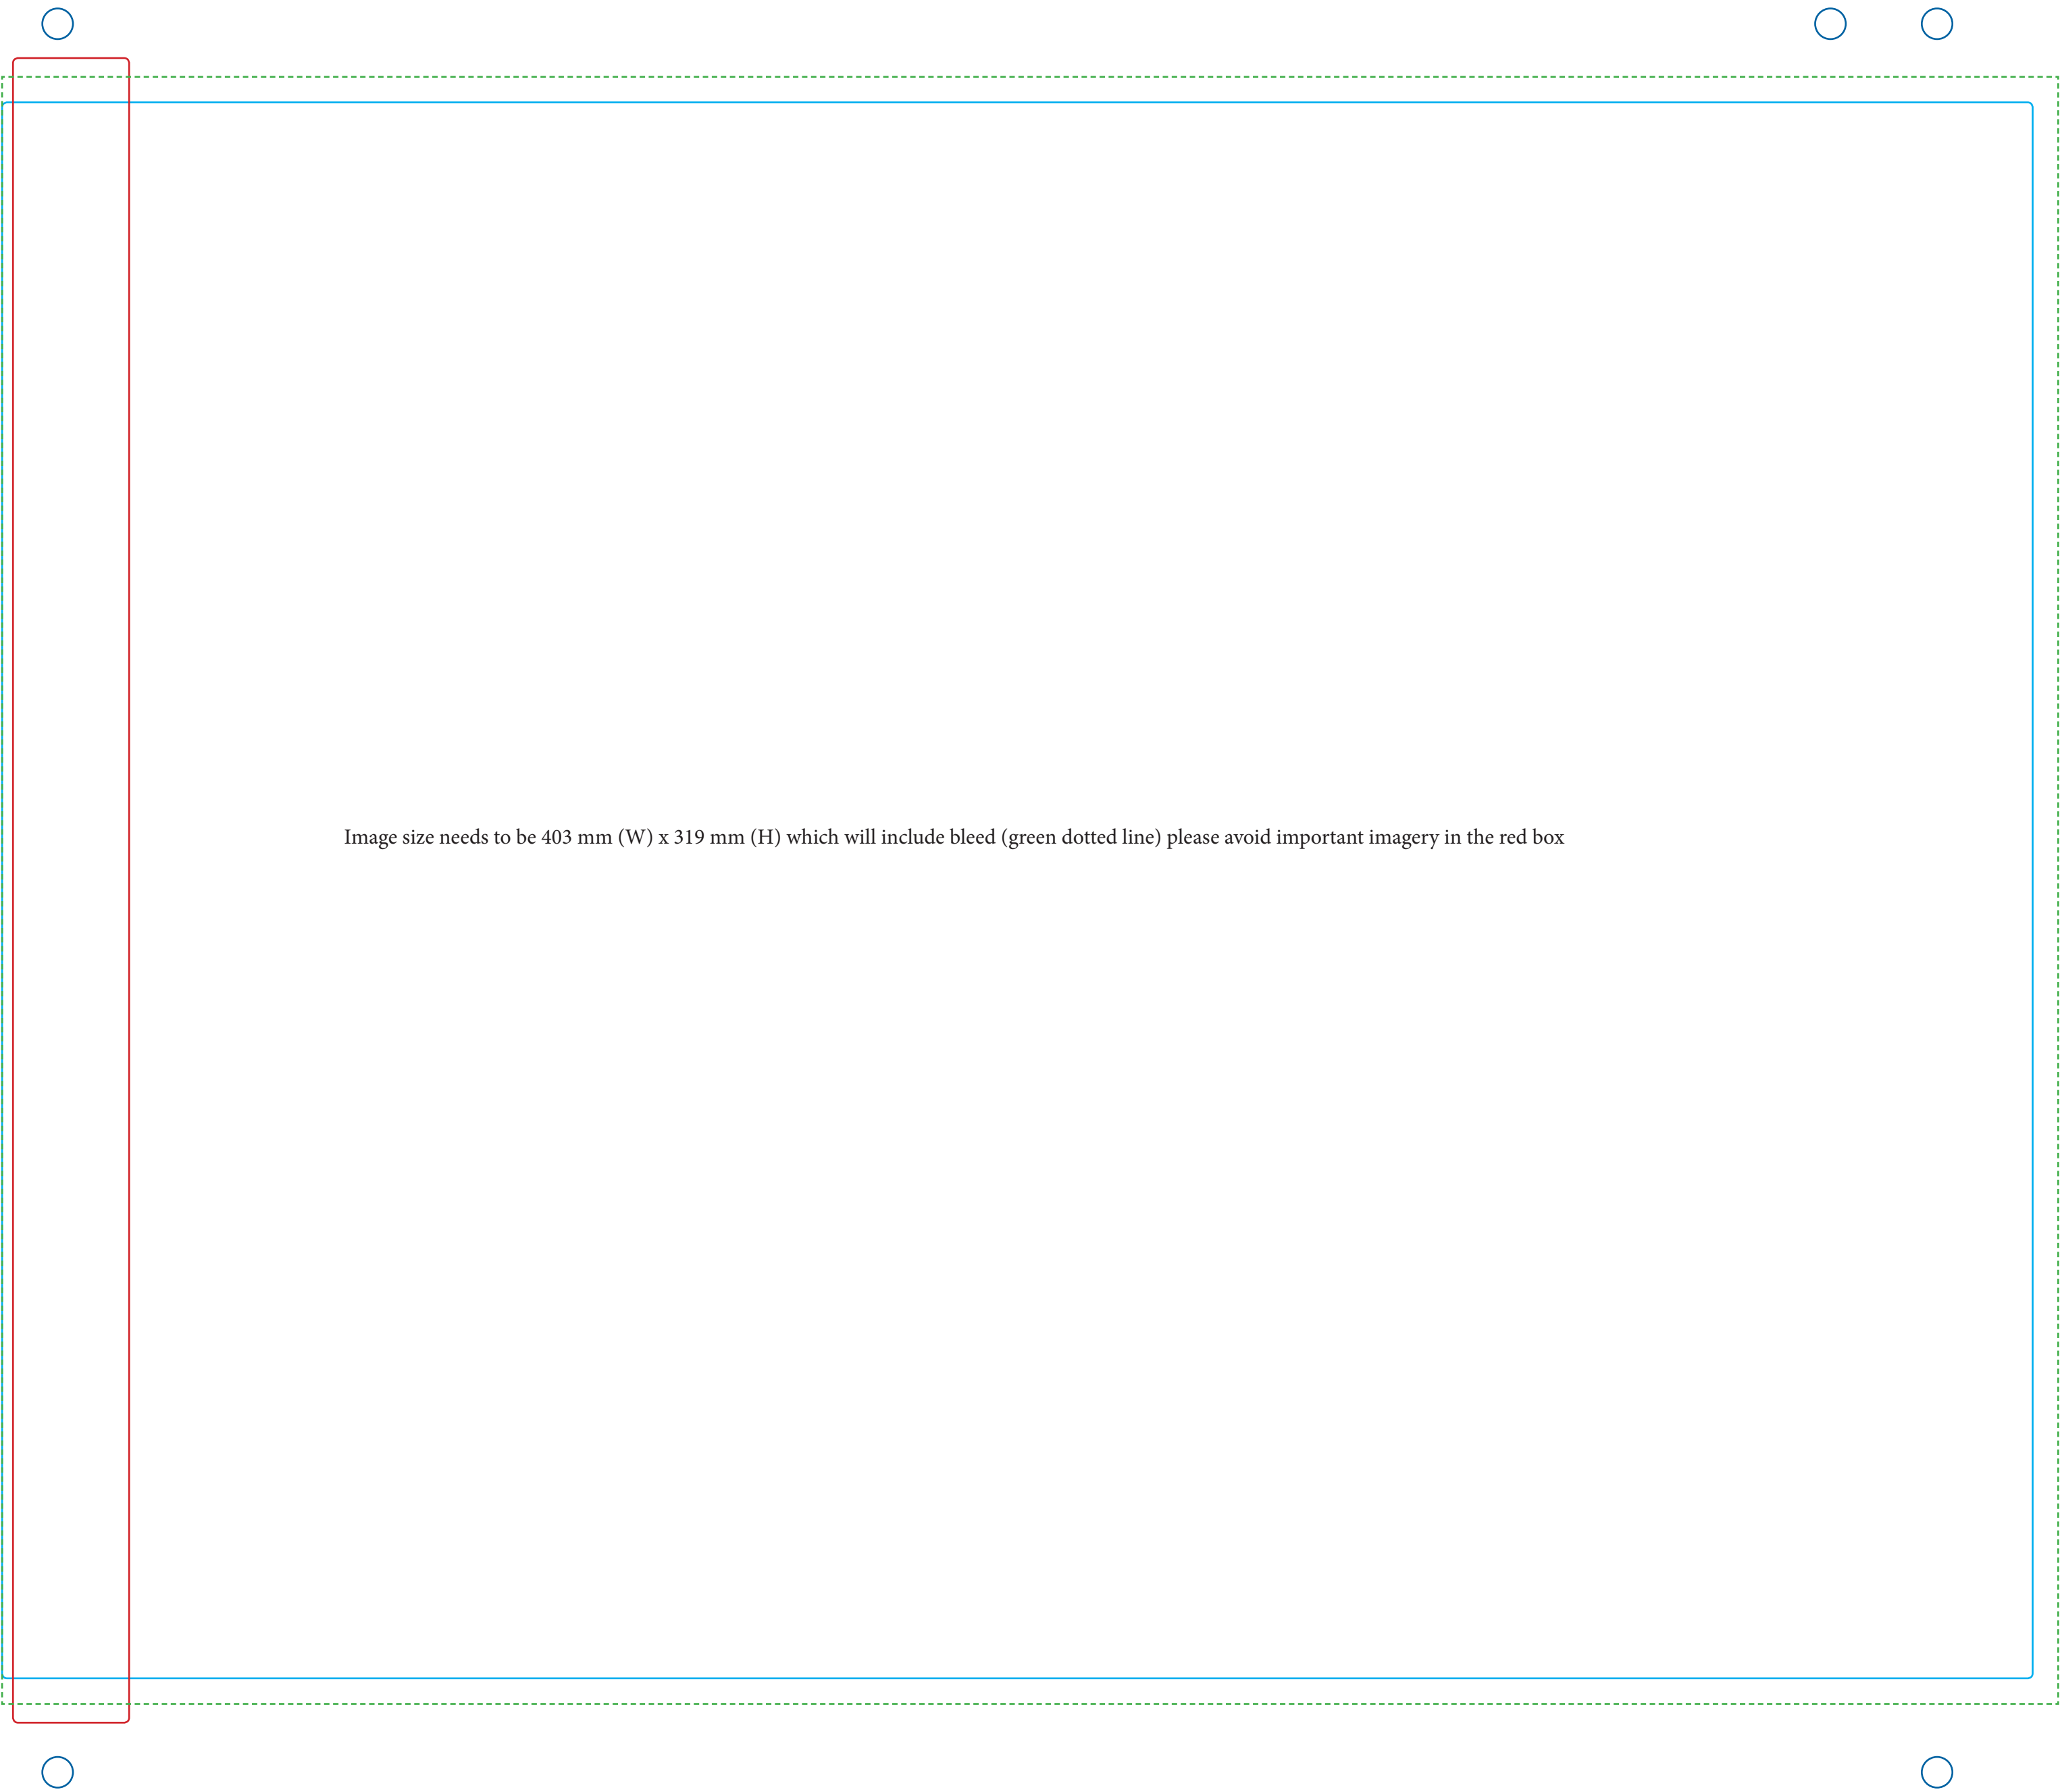 Image size needs to be 403 mm (W) x 319 mm (H) which will include bleed (green dotted line) please avoid important imagery in the red box